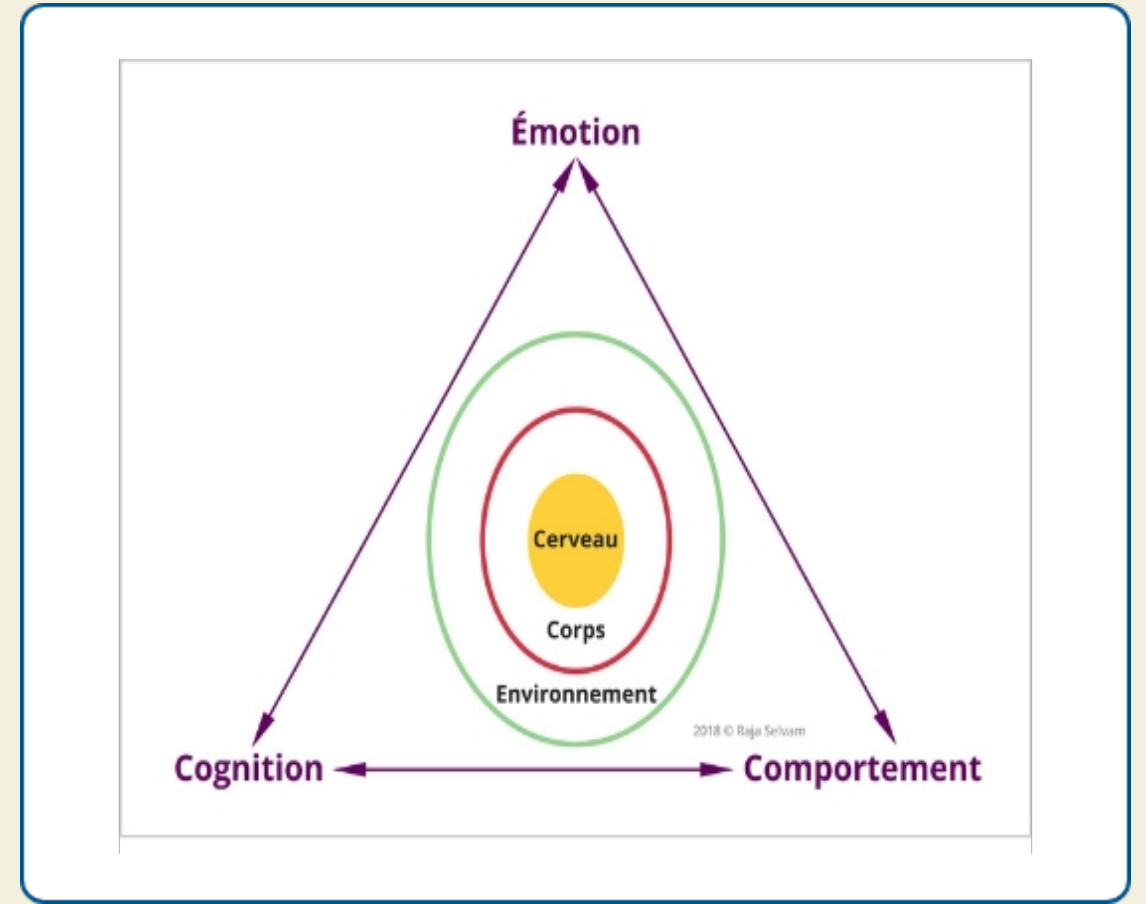 Émotion
Cerveau
Corps
Environnement
2018 © Raja Selvam
Cognition
Comportement